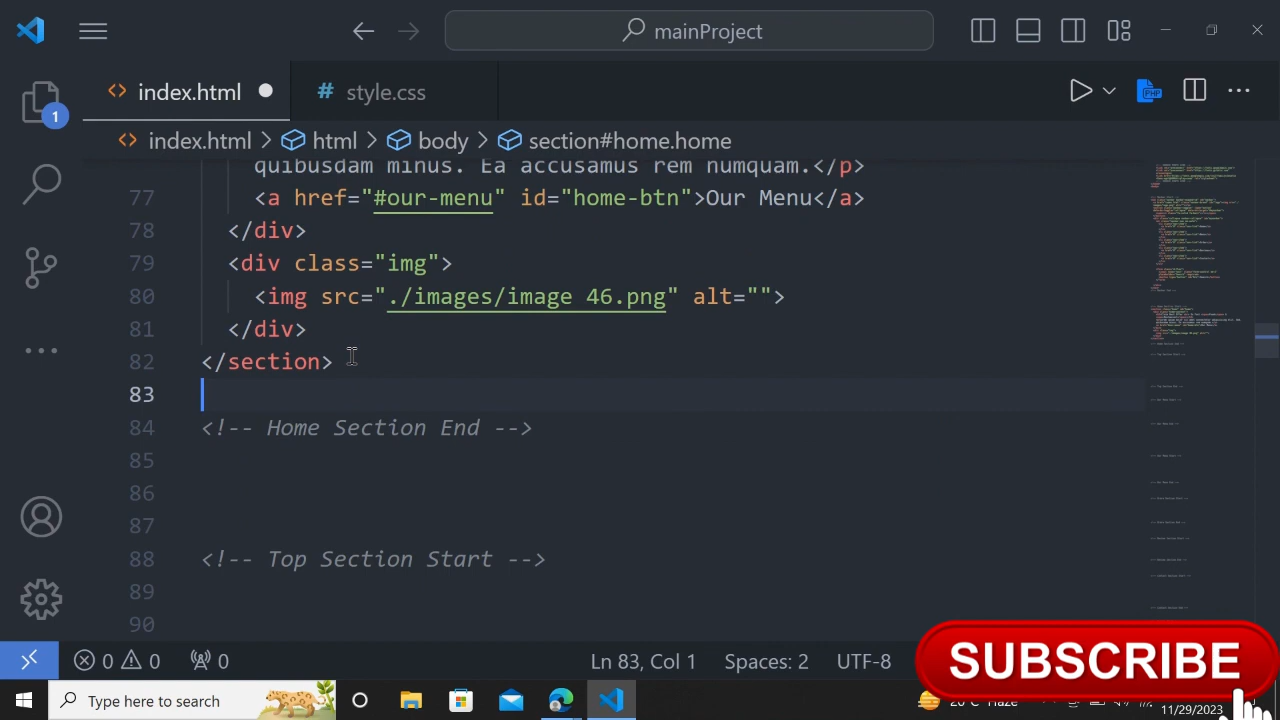 mainProject
index.html
# style.css
PHP
1
index.html > html > body > section#home.home
quibusdam minus. Ea accusamus rem numquam.</p>
77 <a href="#our-menu" id="home-btn">Our Menu</a>
78 </div>
79 <div class="img">
80 <img src="./images/image 46.png" alt="">
81 </div>
82 </section>
83
84 <!-- Home Section End -->
85
86
87
88 <!-- Top Section Start -->
89
90
0 0 0 Ln 83, Col 1 Spaces: 2 UTF-8
SUBSCRIBE
Type here to search
20°C Haze
11/29/2023